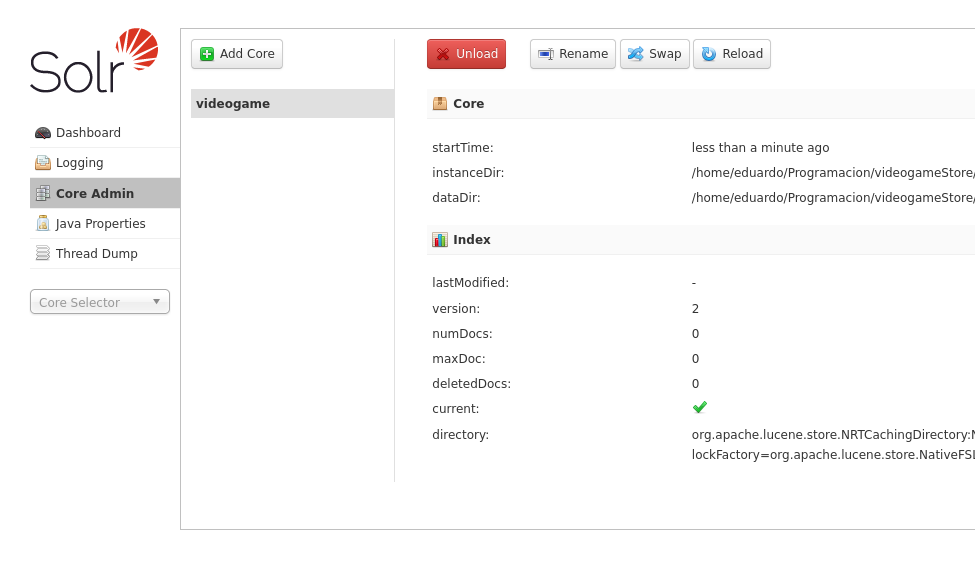 Solr
Dashboard
Logging
Core Admin
Java Properties
Thread Dump
Core Selector
Add Core
videogame
Unload
Rename
Swap
Reload
Core
startTime: less than a minute ago
instanceDir: /home/eduardo/Programacion/videogameStore/
dataDir: /home/eduardo/Programacion/videogameStore/
Index
lastModified: -
version: 2
numDocs: 0
maxDoc: 0
deletedDocs: 0
current:
directory: org.apache.lucene.store.NRTCachingDirectory:N
lockFactory=org.apache.lucene.store.NativeFSL